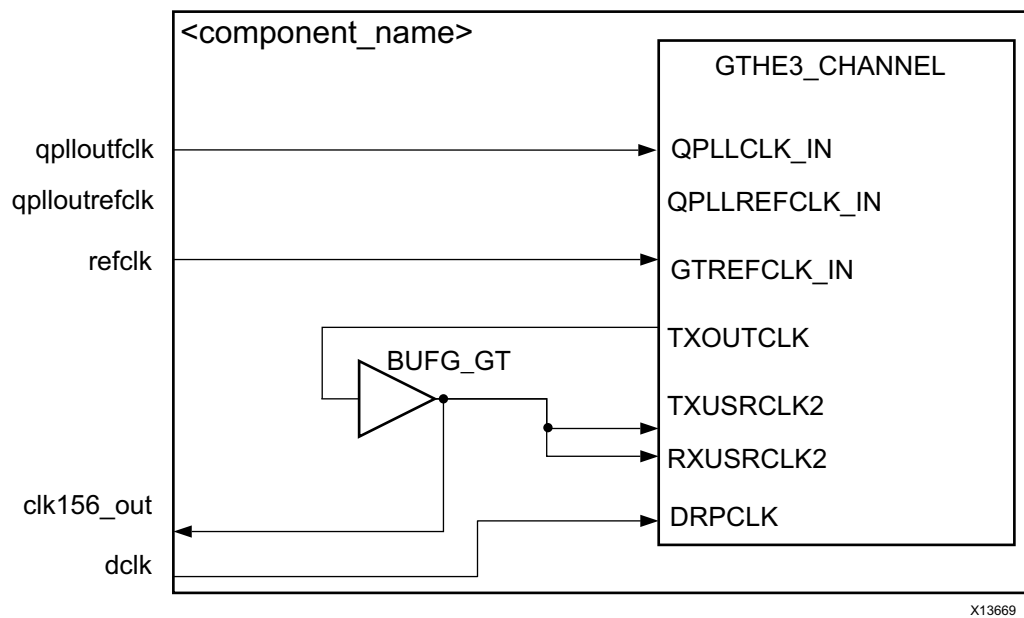 <component_name>
GTHE3_CHANNEL
qplloutfclk
QPLLCLK_IN
qplloutrefclk
QPLLREFCLK_IN
refclk
GTREFCLK_IN
TXOUTCLK
BUFG_GT
TXUSRCLK2
RXUSRCLK2
clk156_out
DRPCLK
dclk
X13669